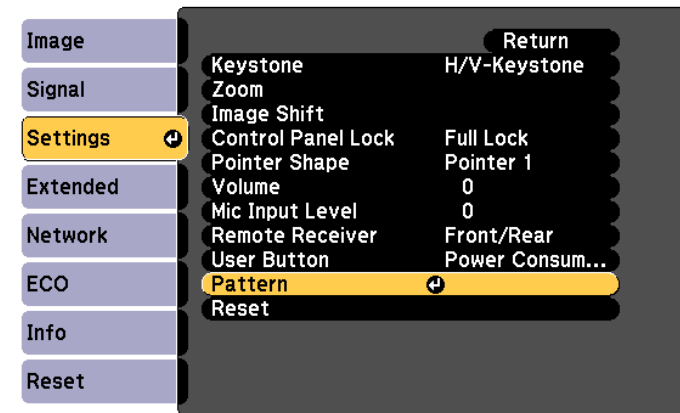 Image
Signal
Settings
Extended
Network
ECO
Info
Reset
Return
Keystone H/V-Keystone
Zoom
Image Shift
Control Panel Lock Full Lock
Pointer Shape Pointer 1
Volume 0
Mic Input Level 0
Remote Receiver Front/Rear
User Button Power Consum...
Pattern
Reset